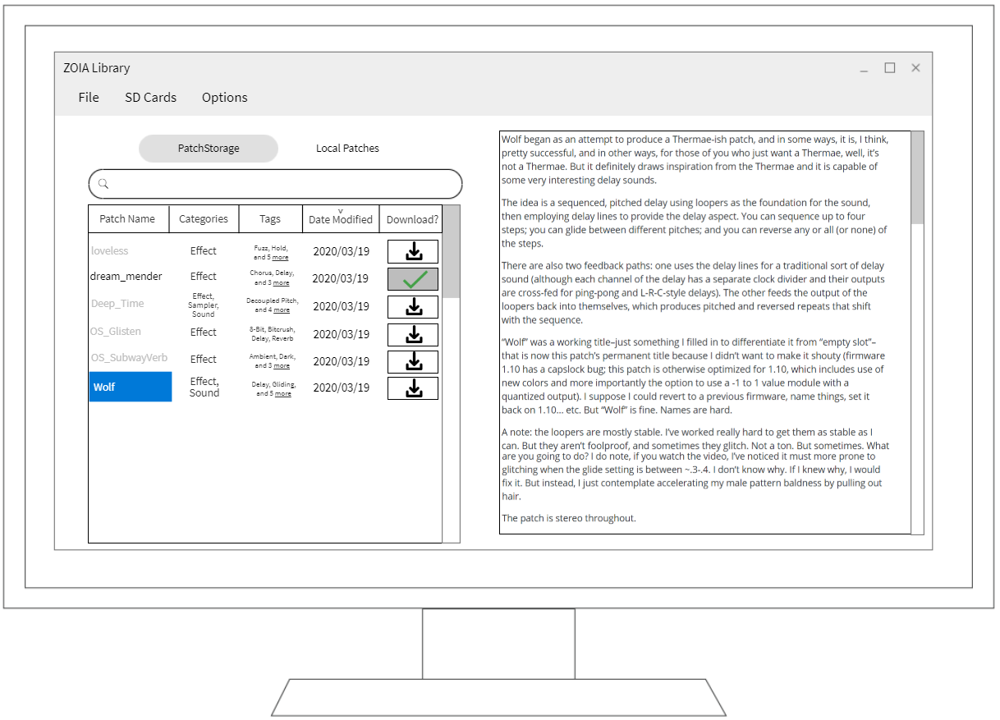 ZOIA Library
File SD Cards Options
PatchStorage Local Patches
Patch Name Categories Tags Date Modified Download?
loveless Effect Fuzz, Hold, and 5 more 2020/03/19
dream_mender Effect Chorus, Delay, and 3 more 2020/03/19
Deep_Time Effect, Sampler, Sound Decoupled Pitch, and 4 more 2020/03/19
OS_Glisten Effect 8-Bit, Bitcrush, Delay, Reverb 2020/03/19
OS_SubwayVerb Effect Ambient, Dark, and 3 more 2020/03/19
Wolf Effect, Sound Delay, Gliding, and 5 more 2020/03/19
Wolf began as an attempt to produce a Thermae-ish patch, and in some ways, it is, I think,
pretty successful, and in other ways, for those of you who just want a Thermae, well, it's
not a Thermae. But it definitely draws inspiration from the Thermae and it is capable of
some very interesting delay sounds.
The idea is a sequenced, pitched delay using loopers as the foundation for the sound,
then employing delay lines to provide the delay aspect. You can sequence up to four
steps; you can glide between different pitches; and you can reverse any or all (or none) of
the steps.
There are also two feedback paths: one uses the delay lines for a traditional sort of delay
sound (although each channel of the delay has a separate clock divider and their outputs
are cross-fed for ping-pong and L-R-C-style delays). The other feeds the output of the
loopers back into themselves, which produces pitched and reversed repeats that shift
with the sequence.
“Wolf” was a working title–just something I filled in to differentiate it from “empty slot”–
that is now this patch's permanent title because I didn't want to make it shouty (firmware
1.10 has a capslock bug; this patch is otherwise optimized for 1.10, which includes use of
new colors and more importantly the option to use a -1 to 1 value module with a
quantized output). I suppose I could revert to a previous firmware, name things, set it
back on 1.10… etc. But “Wolf” is fine. Names are hard.
A note: the loopers are mostly stable. I've worked really hard to get them as stable as I
can. But they aren't foolproof, and sometimes they glitch. Not a ton. But sometimes. What
are you going to do? I do note, if you watch the video, I've noticed it must more prone to
glitching when the glide setting is between ~.3-.4. I don't know why. If I knew why, I would
fix it. But instead, I just contemplate accelerating my male pattern baldness by pulling out
hair.
The patch is stereo throughout.